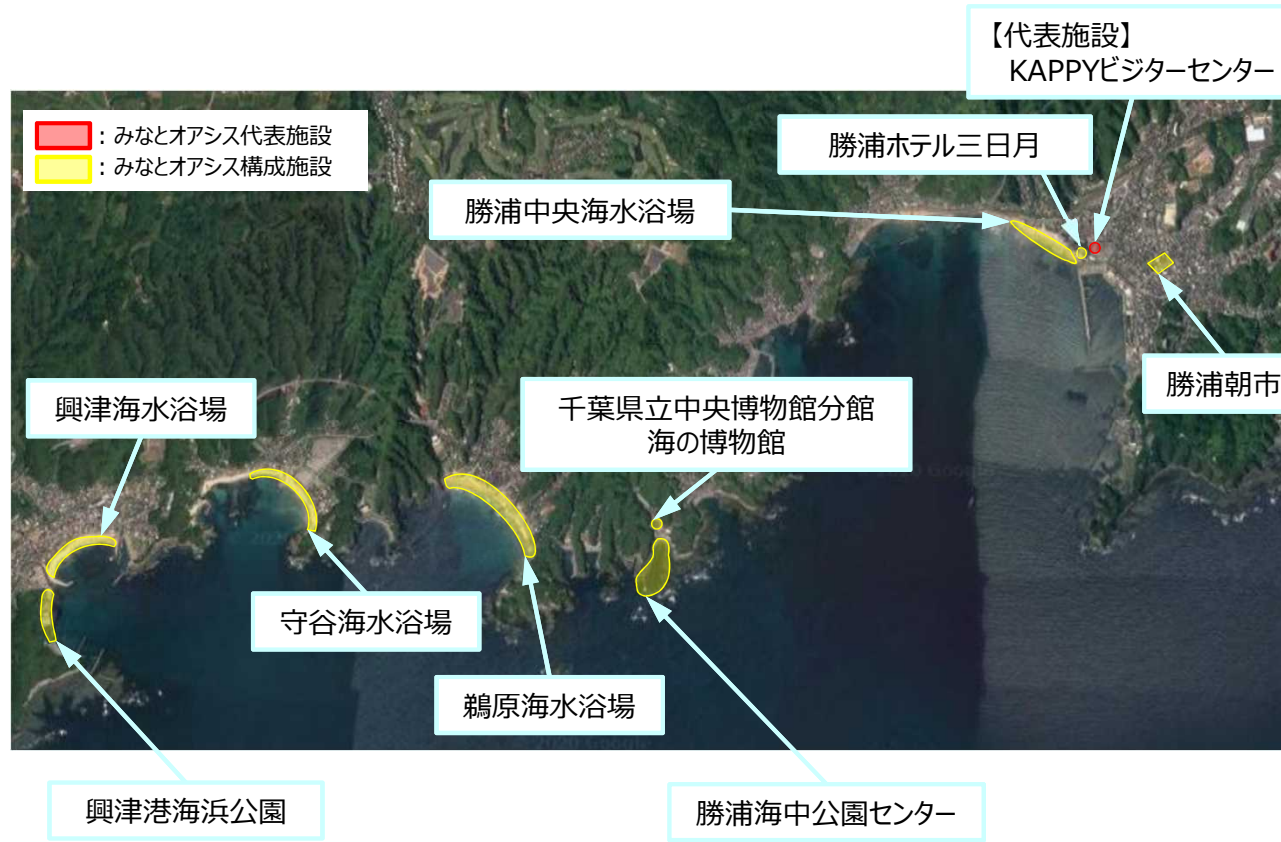 【代表施設】
KAPPYビジターセンター
：みなとオアシス代表施設
：みなとオアシス構成施設
勝浦ホテル三日月
勝浦中央海水浴場
勝浦朝市
興津海水浴場
千葉県立中央博物館分館
海の博物館
守谷海水浴場
鵜原海水浴場
興津港海浜公園
勝浦海中公園センター